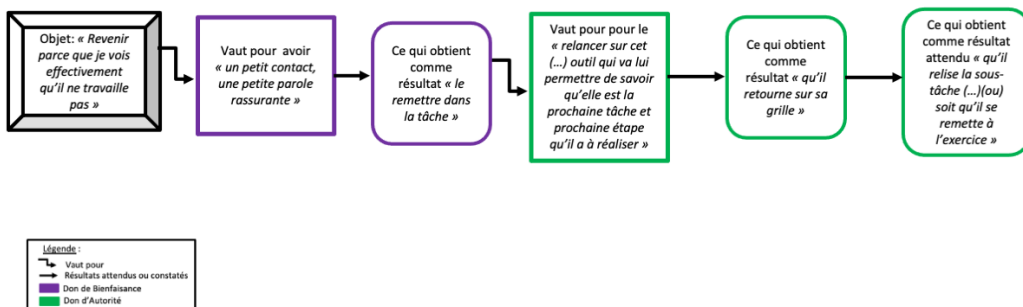 Objet: « Revenir
parce que je vois
effectivement
qu'il ne travaille
pas »
Vaut pour avoir
« un petit contact,
une petite parole
rassurante »
Ce qui obtient
comme
résultat « le
remettre dans
la tâche »
Vaut pour pour le
« relancer sur cet
(...) outil qui va lui
permettre de savoir
qu'elle est la
prochaine tâche et
prochaine étape
qu'il a à réaliser »
Ce qui obtient
comme
résultat « qu'il
retourne sur sa
grille »
Ce qui obtient
comme résultat
attendu « qu'il
relise la sous-
tâche (...)(ou)
soit qu'il se
remette à
l'exercice »
Légende :
Vaut pour
Résultats attendus ou constatés
Don de Bienfaisance
Don d'Autorité